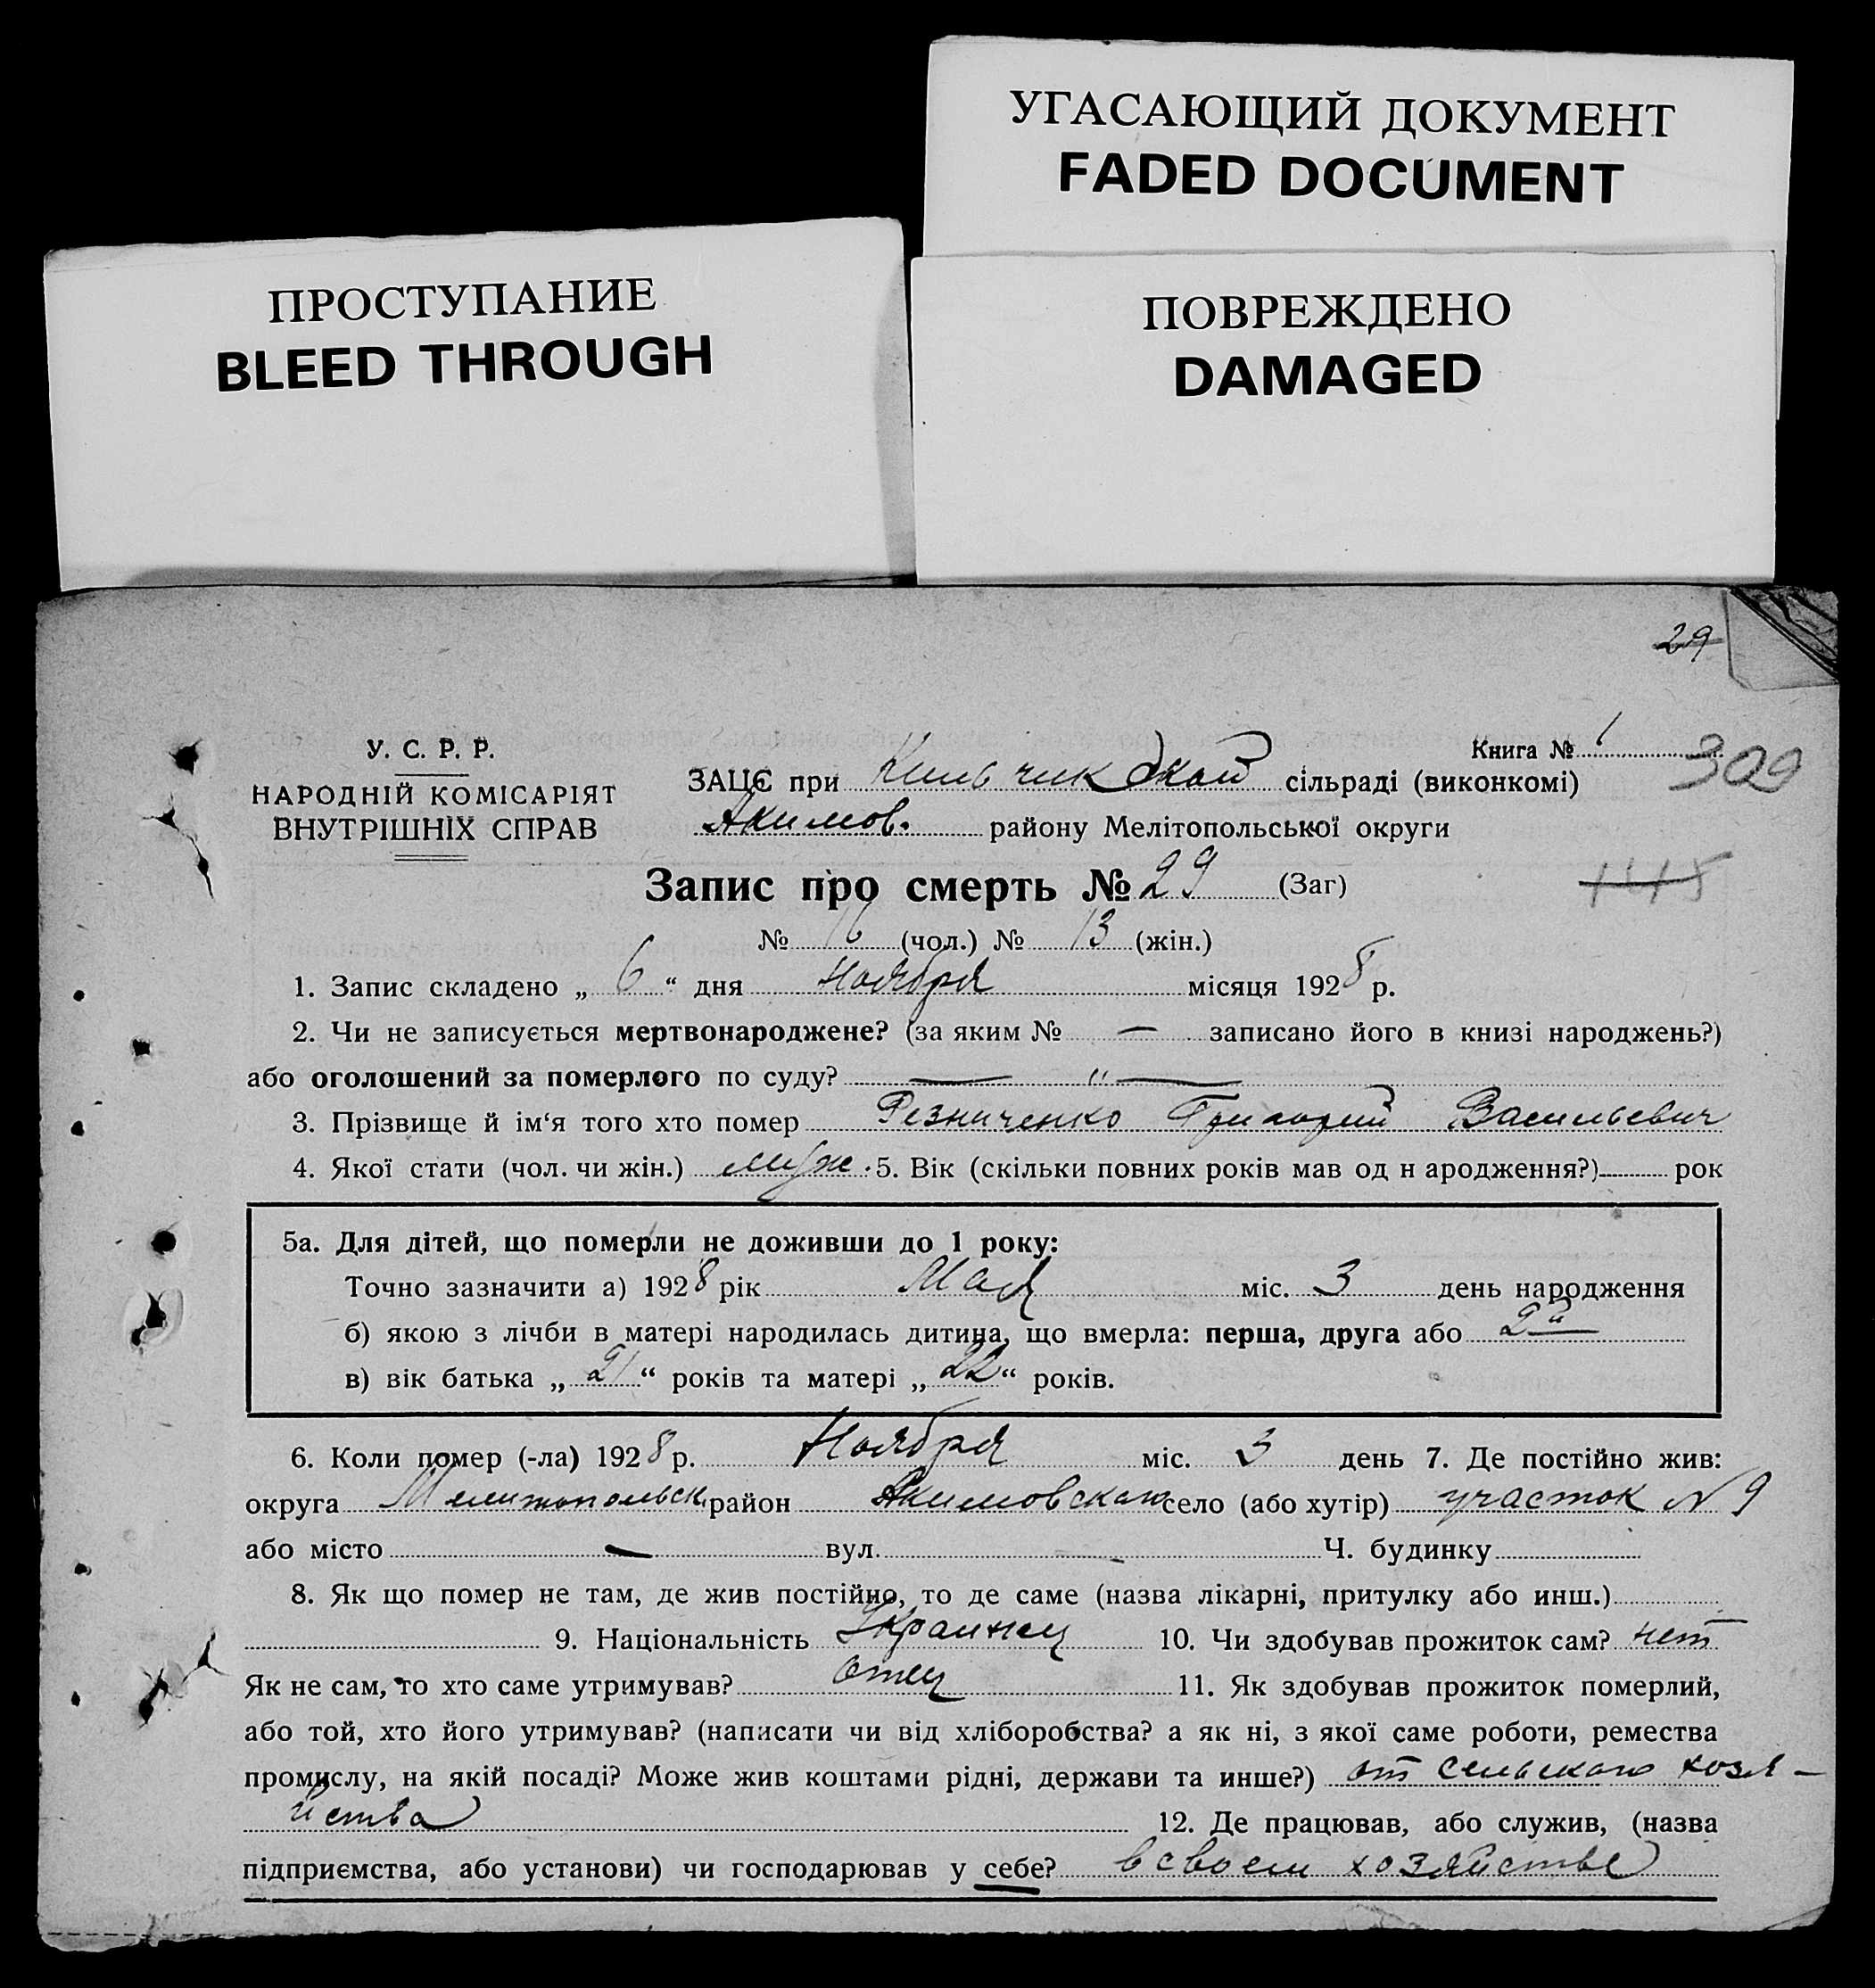 УГАСАЮЩИЙ ДОКУМЕНТ
FADED DOCUMENT
ПРОСТУПАНИЕ
BLEED THROUGH
ПОВРЕЖДЕНО
DAMAGED
29
У. С. Р. Р.
НАРОДНІЙ КОМІСАРІЯТ
ВНУТРІШНІХ СПРАВ
Книга № 1
309
ЗАЦС при сільраді (виконкомі)
Акимов. району Мелітопольської округи
Запис про смерть № 29 (Заг)
145
№ 16 (чол.) № 13 (жін.)
1. Запис складено „ 6 “ дня Ноября місяця 1928 р.
2. Чи не записується мертвонароджене? (за яким № — записано його в книзі народжень?)
або оголошений за померлого по суду? — " —
3. Прізвище й ім‘я того хто помер Резниченко Григорий Васильевич
4. Якої стати (чол. чи жін.) муж. 5. Вік (скільки повних років мав од н ародження?) рок
5а. Для дітей, що померли не доживши до 1 року:
Точно зазначити а) 1928 рік Мая міс. 3 день народження
б) якою з лічби в матері народилась дитина, що вмерла: перша, друга або 2й
в) вік батька „ 21 “ років та матері „ 22 “ років.
6. Коли помер (-ла) 1928 р. Ноября міс. 3 день 7. Де постійно жив:
округа Мелитопольск. район Акимовского село (або хутір) участок № 9
або місто — вул. - Ч. будинку
8. Як що помер не там, де жив постійно, то де саме (назва лікарні, притулку або инш.)
9. Національність Украинец 10. Чи здобував прожиток сам? нет
Як не сам, то хто саме утримував? отец 11. Як здобував прожиток померлий,
або той, хто його утримував? (написати чи від хліборобства? а як ні, з якої саме роботи, ремества
промислу, на якій посаді? Може жив коштами рідні, держави та инше?) от сельского хозя-
йства 12. Де працював, або служив, (назва
підприємства, або установи) чи господарював у себе? в своем хозяйстве